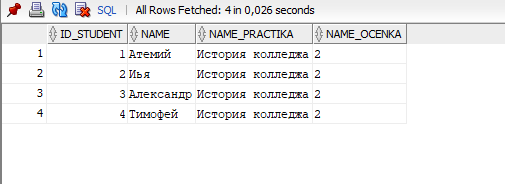 SQL | All Rows Fetched: 4 in 0,026 seconds
ID_STUDENT NAME NAME_PRACTIKA NAME_OCENKA
1 1 Атемий История колледжа 2
2 2 Иья История колледжа 2
3 3 Александр История колледжа 2
4 4 Тимофей История колледжа 2